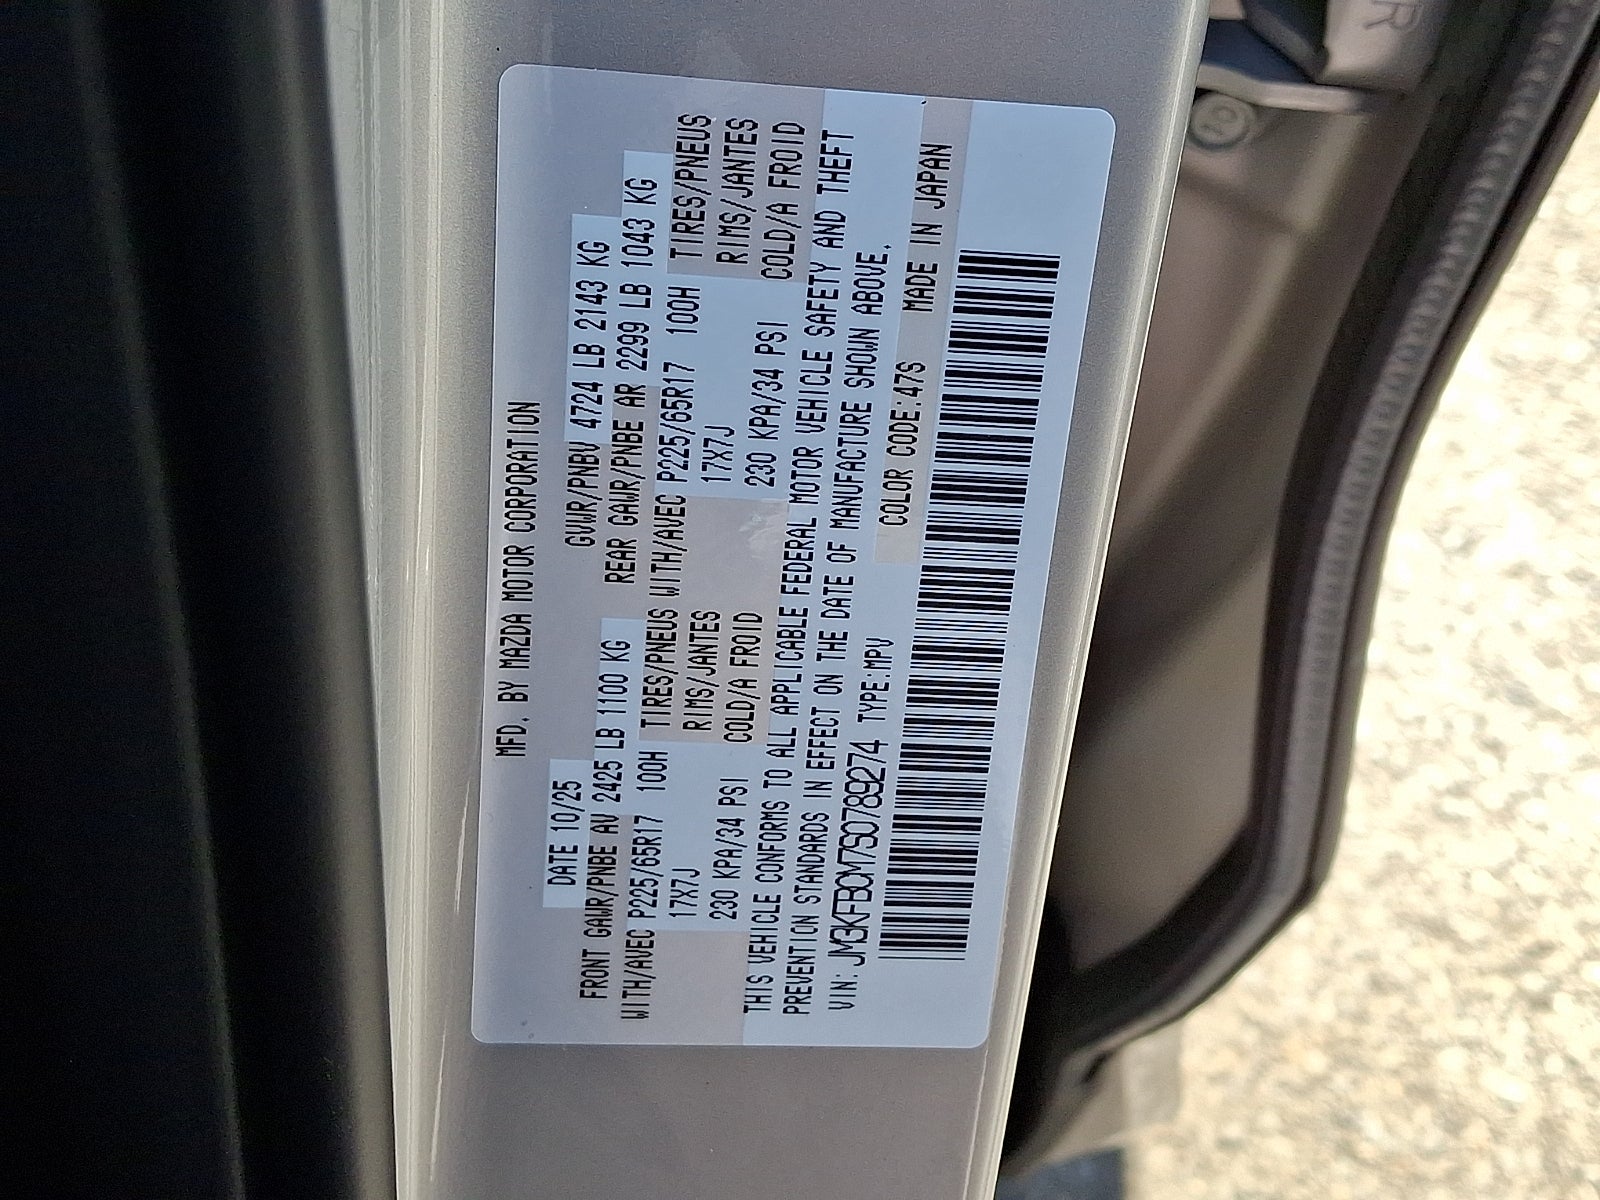 MFD. BY MAZDA MOTOR CORPORATION
DATE 10/25 GVWR/PNBV 4724 LB 2143 KG
FRONT GAWR/PNBE AV 2425 LB 1100 KG REAR GAWR/PNBE AR 2299 LB 1043 KG
WITH/AVEC P225/65R17 100H TIRES/PNEUS WITH/AVEC P225/65R17 100H TIRES/PNEUS
17X7J RIMS/JANTES 17X7J RIMS/JANTES
230 KPA/34 PSI COLD/A FROID 230 KPA/34 PSI COLD/A FROID
THIS VEHICLE CONFORMS TO ALL APPLICABLE FEDERAL MOTOR VEHICLE SAFETY AND THEFT
PREVENTION STANDARDS IN EFFECT ON THE DATE OF MANUFACTURE SHOWN ABOVE.
VIN: JM3KFBCM7S0789274 TYPE:MPV COLOR CODE:47S MADE IN JAPAN